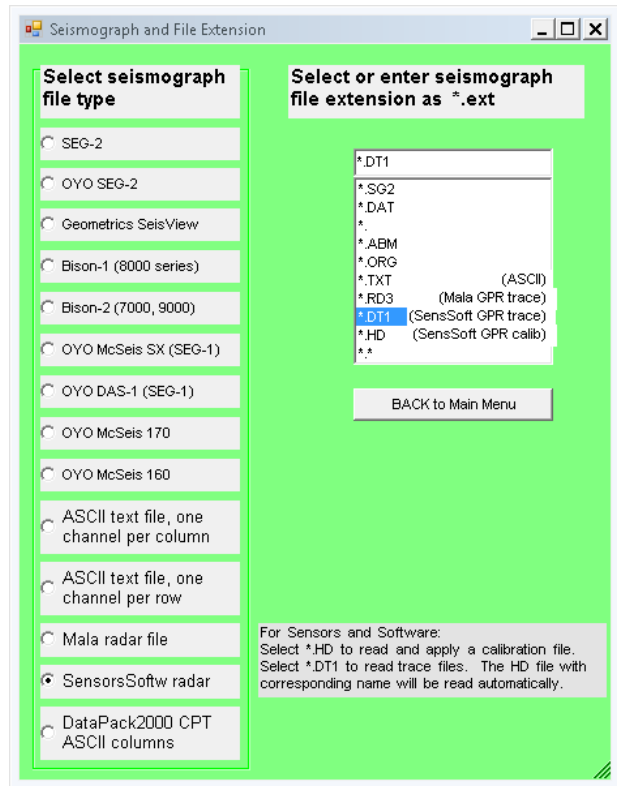 Seismograph and File Extension
Select seismograph
file type
SEG-2
OYO SEG-2
Geometrics SeisView
Bison-1 (8000 series)
Bison-2 (7000, 9000)
OYO McSeis SX (SEG-1)
OYO DAS-1 (SEG-1)
OYO McSeis 170
OYO McSeis 160
ASCII text file, one
channel per column
ASCII text file, one
channel per row
Mala radar file
SensorsSoftw radar
DataPack2000 CPT
ASCII columns
Select or enter seismograph
file extension as *.ext
*.DT1
*.SG2
*.DAT
*.
*.ABM
*.ORG
*.TXT (ASCII)
*.RD3 (Mala GPR trace)
*.DT1 (SensSoft GPR trace)
*.HD (SensSoft GPR calib)
*.*
BACK to Main Menu
For Sensors and Software:
Select *.HD to read and apply a calibration file.
Select *.DT1 to read trace files. The HD file with
corresponding name will be read automatically.